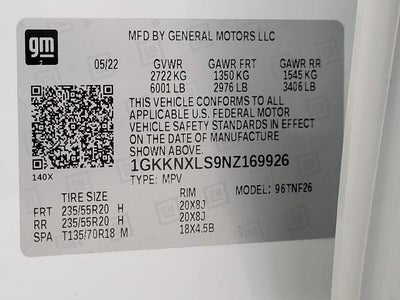 gm
MFD BY GENERAL MOTORS LLC
05/22 GVWR GAWR FRT GAWR RR
2722 KG 1350 KG 1545 KG
6001 LB 2976 LB 3406 LB
THIS VEHICLE CONFORMS TO ALL
APPLICABLE U.S. FEDERAL MOTOR
VEHICLE SAFETY STANDARDS IN EFFECT
ON THE DATE OF MANUFACTURE
SHOWN ABOVE.
1GKKNXLS9NZ169926
140X TYPE: MPV MODEL: 96TNF26
TIRE SIZE RIM
FRT 235/55R20 H 20X8J
RR 235/55R20 H 20X8J
SPA T135/70R18 M 18X4.5B